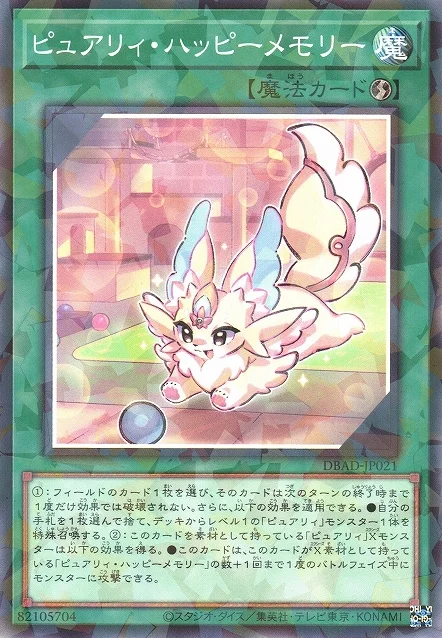 ピュアリィ・ハッピーメモリー
魔
【魔法カード】
DBAD-JP021
①：フィールドのカード1枚を選び、そのカードは次のターンの終了時まで
1度だけ効果では破壊されない。さらに、以下の効果を適用できる。●自分の
手札を1枚選んで捨て、デッキからレベル1の「ピュアリィ」モンスター1体を
特殊召喚する。②：このカードを素材として持っている「ピュアリィ」Xモンス
ターは以下の効果を得る。●このカードは、このカードがX素材として持って
いる「ピュアリィ・ハッピーメモリー」の数＋1回まで1度のバトルフェイズ中に
モンスターに攻撃できる。
82105704
©スタジオ・ダイス／集英社・テレビ東京・KONAMI